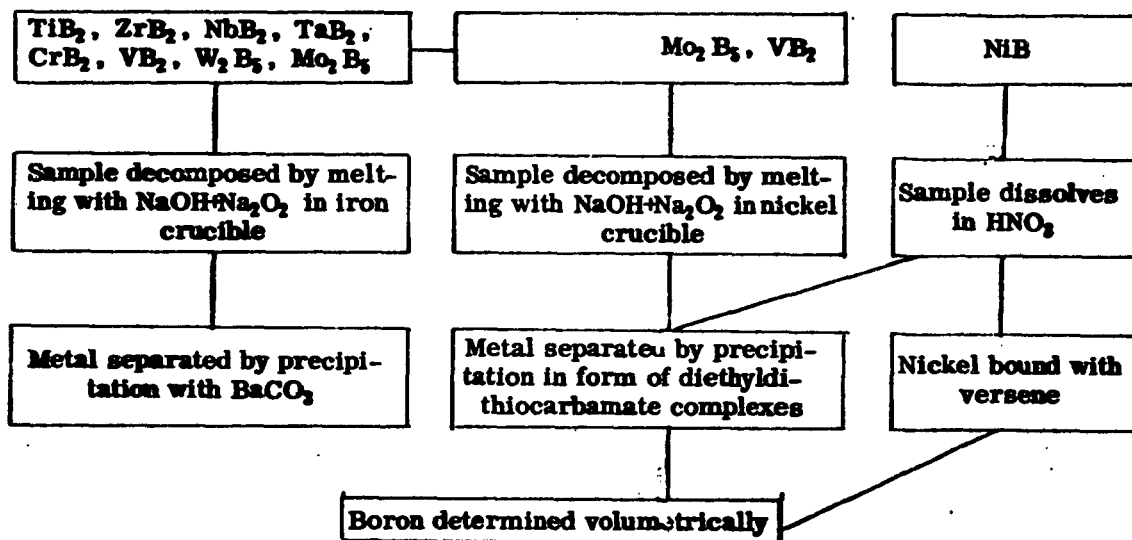 TiB₂, ZrB₂, NbB₂, TaB₂,
CrB₂, VB₂, W₂B₅, Mo₂B₅
Mo₂B₅, VB₂
NiB
Sample decomposed by melt-
ing with NaOH+Na₂O₂ in iron
crucible
Sample decomposed by melt-
ing with NaOH+Na₂O₂ in nickel
crucible
Sample dissolves
in HNO₃
Metal separated by precipi-
tation with BaCO₃
Metal separated by precipi-
tation in form of diethyldi-
thiocarbamate complexes
Nickel bound with
versene
Boron determined volumetrically